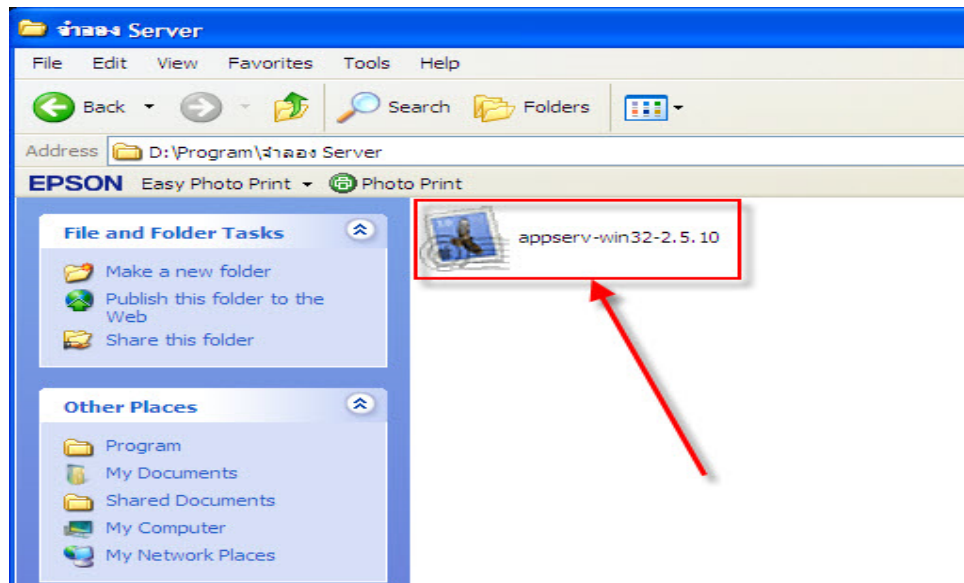 จำลอง Server
File Edit View Favorites Tools Help
Back Search Folders
Address D:\Program\จำลอง Server
EPSON Easy Photo Print Photo Print
File and Folder Tasks
Make a new folder
Publish this folder to the
Web
Share this folder
Other Places
Program
My Documents
Shared Documents
My Computer
My Network Places
appserv-win32-2.5.10